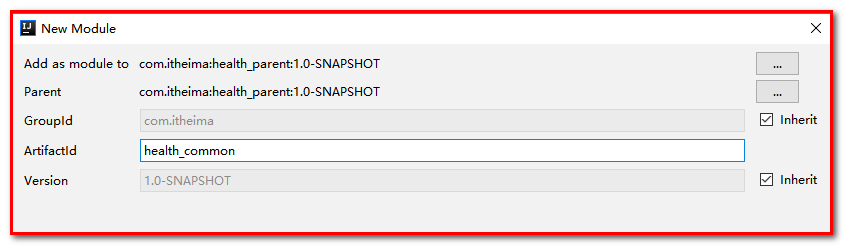 New Module
Add as module to com.itheima:health_parent:1.0-SNAPSHOT ...
Parent com.itheima:health_parent:1.0-SNAPSHOT ...
GroupId com.itheima Inherit
ArtifactId health_common
Version 1.0-SNAPSHOT Inherit